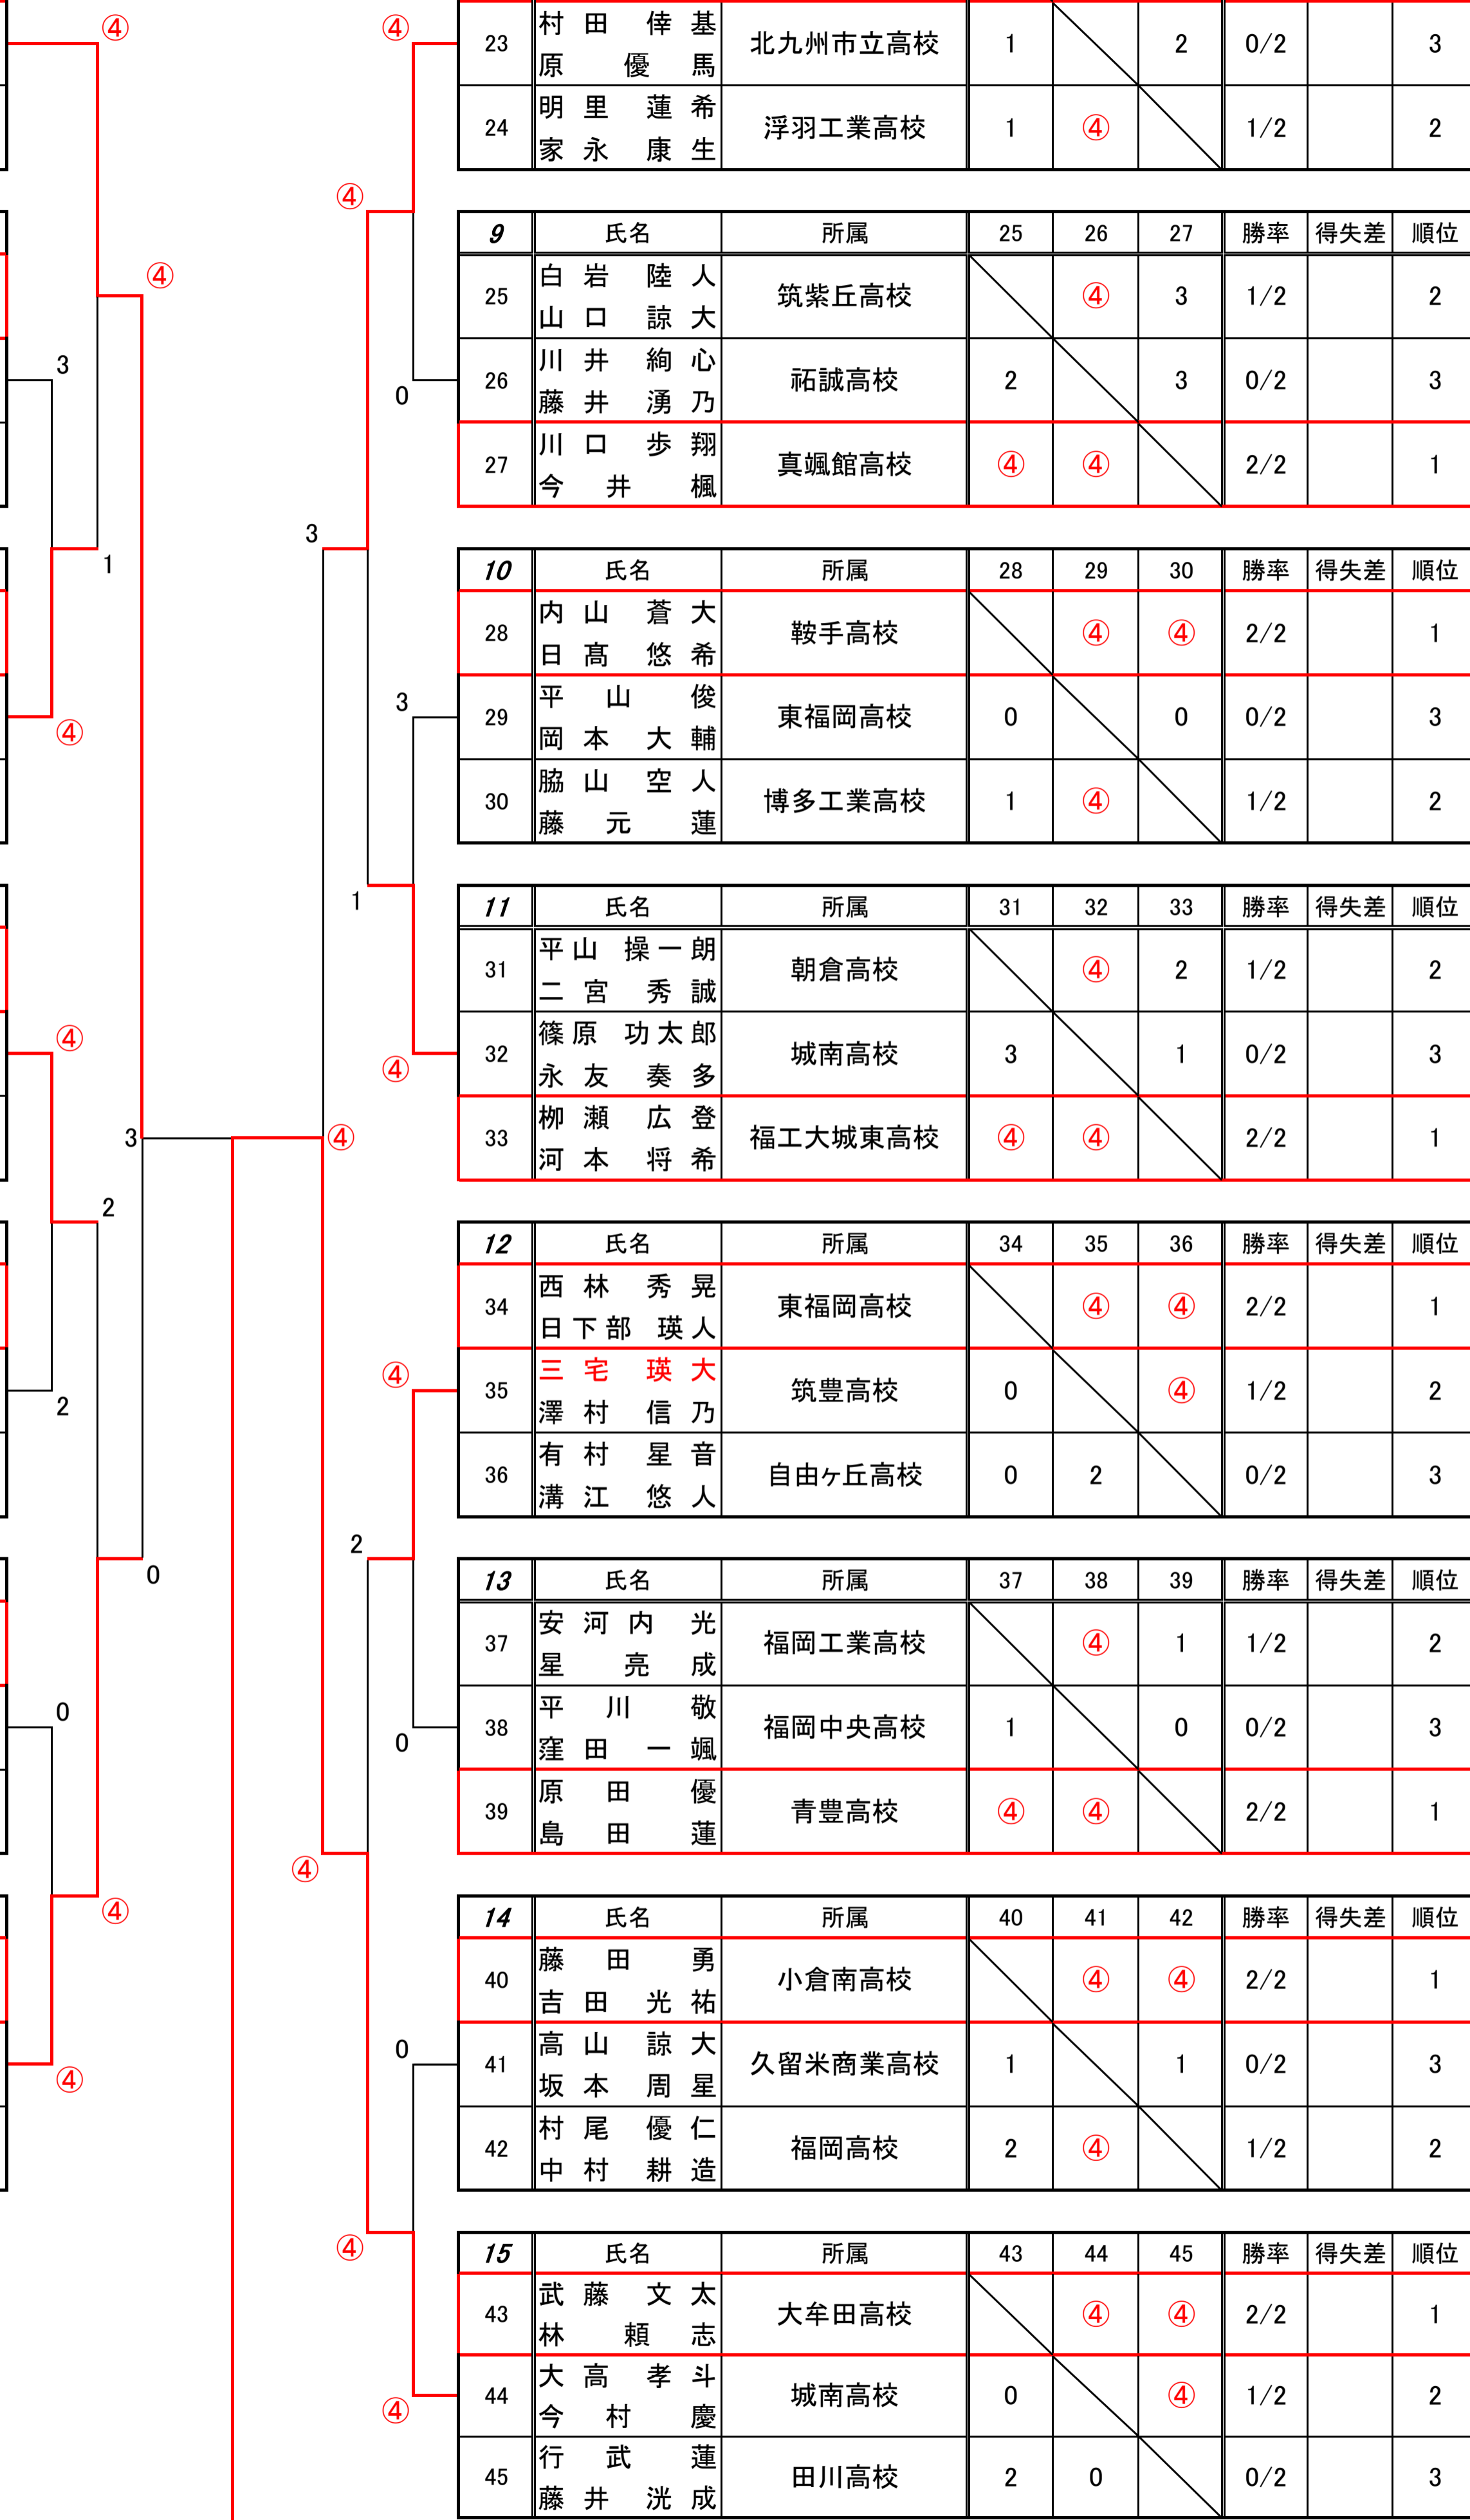 ④
④
④
④
3
0
3
1
④
3
1
④
④
3
④
2
④
2
2
0
0
0
④
④
0
④
④
④
23 村田 倖基 北九州市立高校 1 2 0/2 3
原 優馬
24 明里 蓮希 浮羽工業高校 1 ④ 1/2 2
家永 康生
9 氏名 所属 25 26 27 勝率 得失差 順位
25 白岩 陸人 筑紫丘高校 ④ 3 1/2 2
山口 諒大
26 川井 絢心 祐誠高校 2 3 0/2 3
藤井 湧乃
27 川口 歩翔 真颯館高校 ④ ④ 2/2 1
今井 楓
10 氏名 所属 28 29 30 勝率 得失差 順位
28 内山 蒼大 鞍手高校 ④ ④ 2/2 1
日髙 悠希
29 平山 俊 東福岡高校 0 0 0/2 3
岡本 大輔
30 脇山 空人 博多工業高校 1 ④ 1/2 2
藤元 蓮
11 氏名 所属 31 32 33 勝率 得失差 順位
31 平山 操一朗 朝倉高校 ④ 2 1/2 2
二宮 秀誠
32 篠原 功太郎 城南高校 3 1 0/2 3
永友 奏多
33 栁瀬 広登 福工大城東高校 ④ ④ 2/2 1
河本 将希
12 氏名 所属 34 35 36 勝率 得失差 順位
34 西林 秀晃 東福岡高校 ④ ④ 2/2 1
日下部 瑛人
35 三宅 瑛大 筑豊高校 0 ④ 1/2 2
澤村 信乃
36 有村 星音 自由ヶ丘高校 0 2 0/2 3
溝江 悠人
13 氏名 所属 37 38 39 勝率 得失差 順位
37 安河内 光 福岡工業高校 ④ 1 1/2 2
星 亮成
38 平川 敬 福岡中央高校 1 0 0/2 3
窪田 一颯
39 原田 優 青豊高校 ④ ④ 2/2 1
島田 蓮
14 氏名 所属 40 41 42 勝率 得失差 順位
40 藤田 勇 小倉南高校 ④ ④ 2/2 1
吉田 光祐
41 高山 諒大 久留米商業高校 1 1 0/2 3
坂本 周星
42 村尾 優仁 福岡高校 2 ④ 1/2 2
中村 耕造
15 氏名 所属 43 44 45 勝率 得失差 順位
43 武藤 文太 大牟田高校 ④ ④ 2/2 1
林 頼志
44 大高 孝斗 城南高校 0 ④ 1/2 2
今村 慶
45 行武 蓮 田川高校 2 0 0/2 3
藤井 洸成